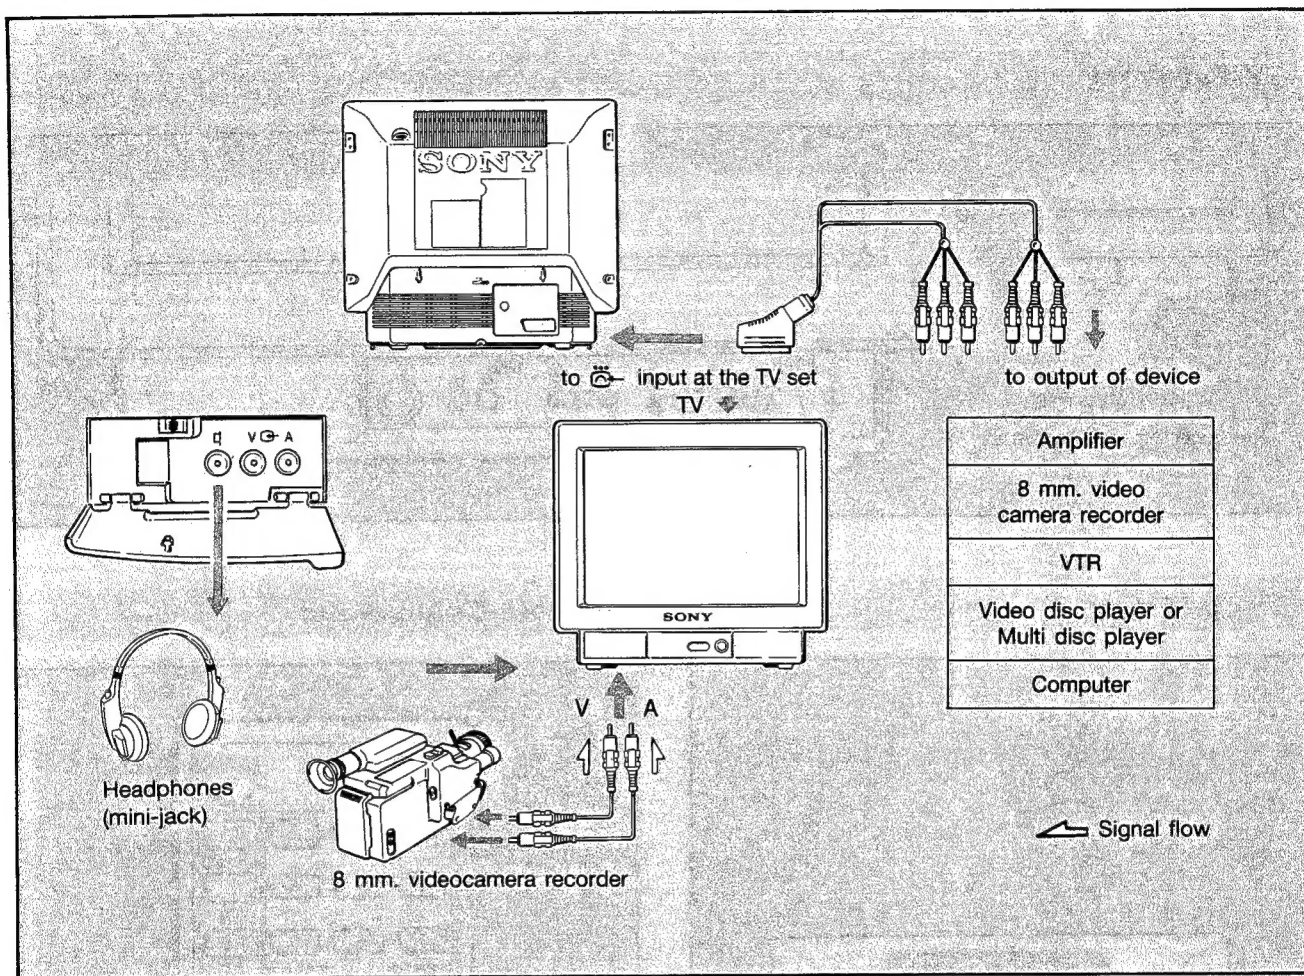 SONY
to input at the TV set
TV
to output of device
V A
Amplifier
8 mm. video
camera recorder
VTR
Video disc player or
Multi disc player
Computer
SONY
V A
Headphones
(mini-jack)
Signal flow
8 mm. videocamera recorder